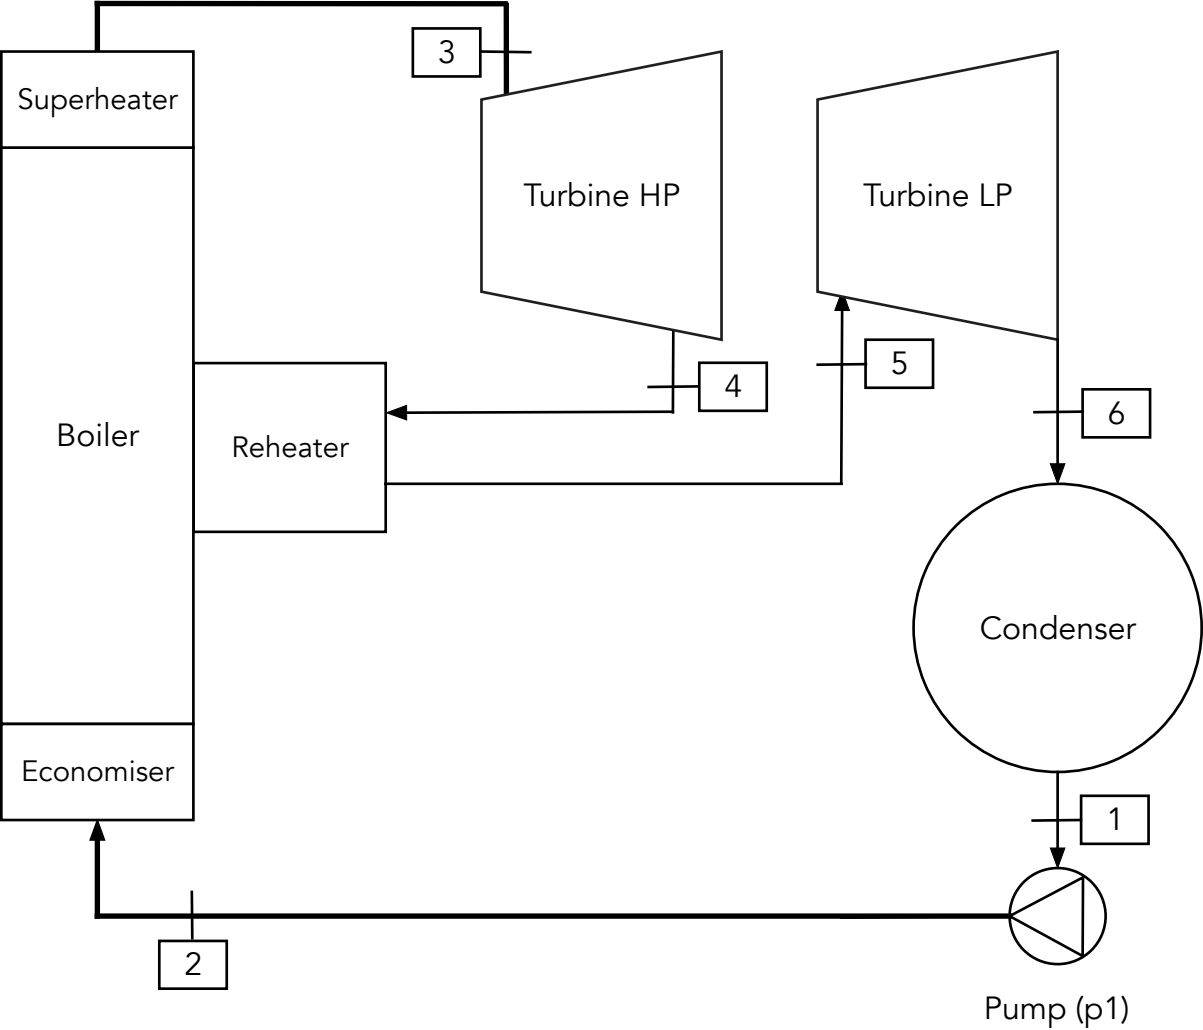 3
Superheater
Turbine HP
Turbine LP
5
4
6
Boiler
Reheater
Condenser
Economiser
1
2
Pump (p1)